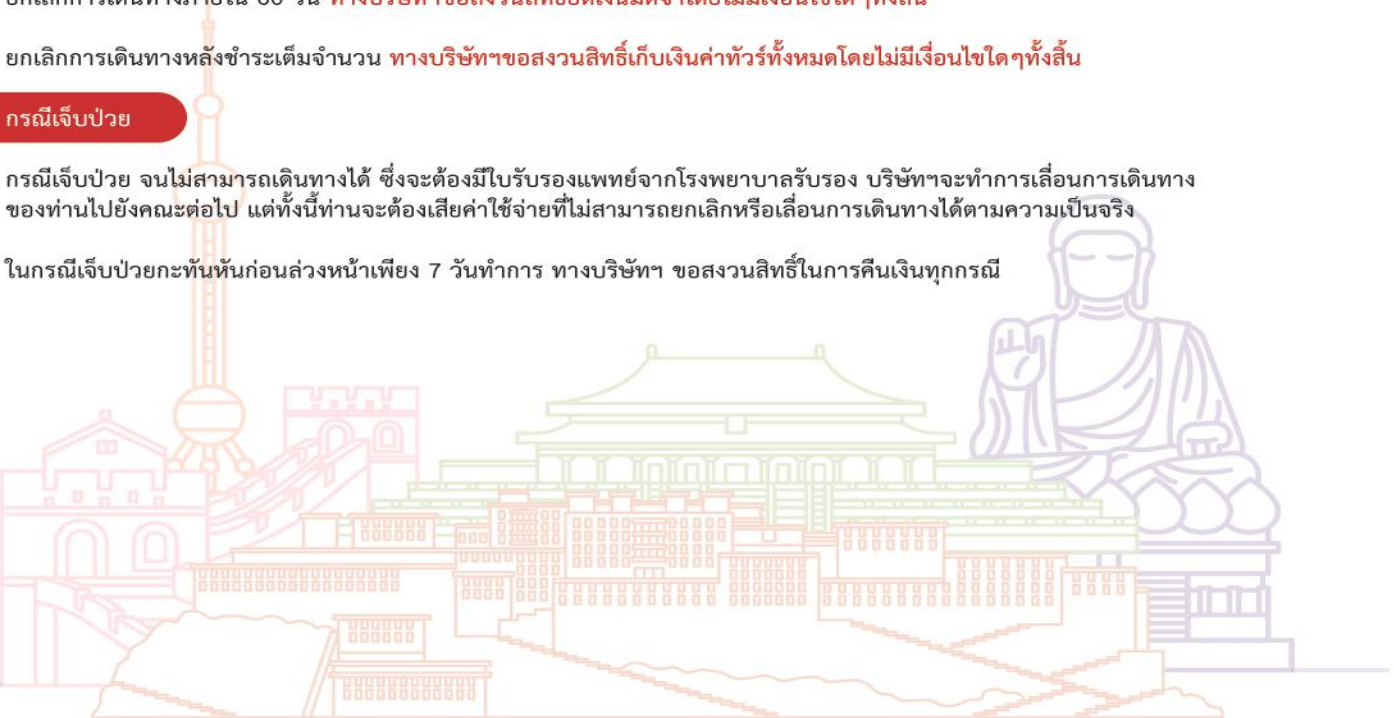 ยกเลิกการเดินทางหลังชำระเต็มจำนวน ทางบริษัทฯขอสงวนสิทธิ์เก็บเงินค่าทัวร์ทั้งหมดโดยไม่มีเงื่อนไขใดๆทั้งสิ้น
กรณีเจ็บป่วย
กรณีเจ็บป่วย จนไม่สามารถเดินทางได้ ซึ่งจะต้องมีใบรับรองแพทย์จากโรงพยาบาลรับรอง บริษัทฯจะทำการเลื่อนการเดินทาง
ของท่านไปยังคณะต่อไป แต่ทั้งนี้ท่านจะต้องเสียค่าใช้จ่ายที่ไม่สามารถยกเลิกหรือเลื่อนการเดินทางได้ตามความเป็นจริง
ในกรณีเจ็บป่วยกะทันหันก่อนล่วงหน้าเพียง 7 วันทำการ ทางบริษัทฯ ขอสงวนสิทธิ์ในการคืนเงินทุกกรณี